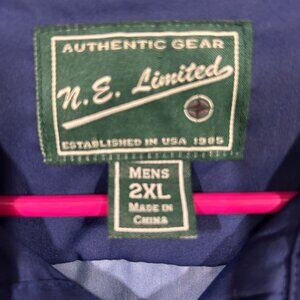 AUTHENTIC GEAR
N. E. Limited
ESTABLISHED IN USA 1985
MENS
2XL
MADE IN
CHINA